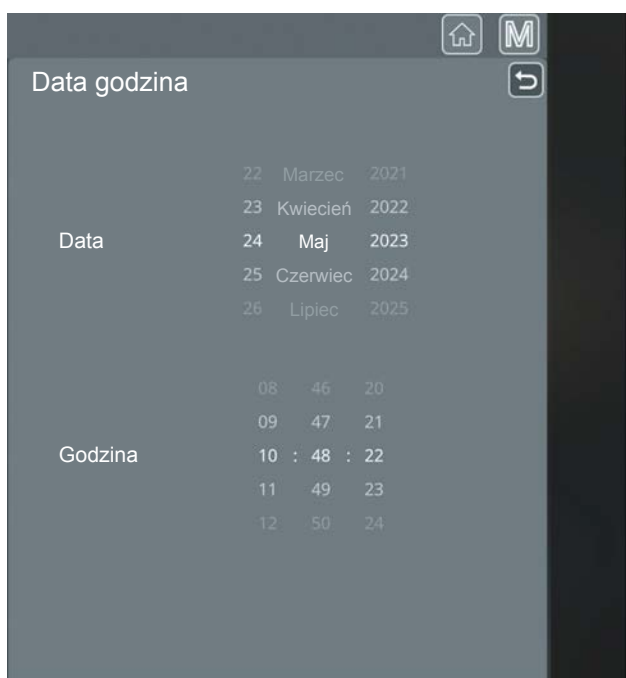 M
Data godzina
22 Marzec 2021
23 Kwiecień 2022
Data 24 Maj 2023
25 Czerwiec 2024
26 Lipiec 2025
08 46 20
09 47 21
Godzina 10 : 48 : 22
11 49 23
12 50 24